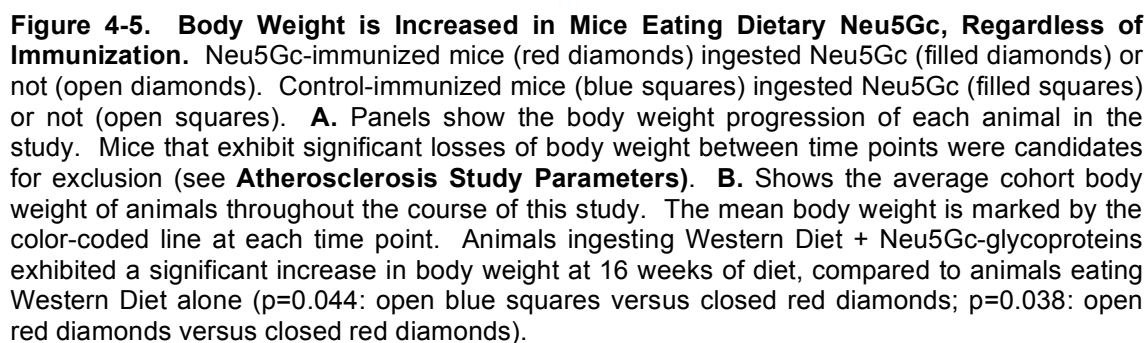 Figure 4-5. Body Weight is Increased in Mice Eating Dietary Neu5Gc, Regardless of
Immunization. Neu5Gc-immunized mice (red diamonds) ingested Neu5Gc (filled diamonds) or
not (open diamonds). Control-immunized mice (blue squares) ingested Neu5Gc (filled squares)
or not (open squares). A. Panels show the body weight progression of each animal in the
study. Mice that exhibit significant losses of body weight between time points were candidates
for exclusion (see Atherosclerosis Study Parameters). B. Shows the average cohort body
weight of animals throughout the course of this study. The mean body weight is marked by the
color-coded line at each time point. Animals ingesting Western Diet + Neu5Gc-glycoproteins
exhibited a significant increase in body weight at 16 weeks of diet, compared to animals eating
Western Diet alone (p=0.044: open blue squares versus closed red diamonds; p=0.038: open
red diamonds versus closed red diamonds).